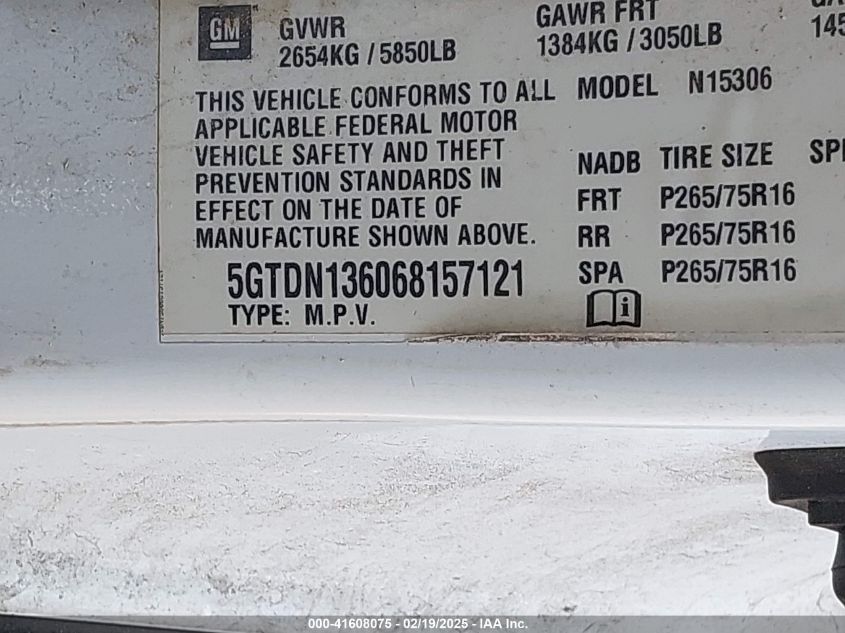 GM GVWR GAWR FRT
2654KG / 5850LB 1384KG / 3050LB 145
THIS VEHICLE CONFORMS TO ALL MODEL N15306
APPLICABLE FEDERAL MOTOR
VEHICLE SAFETY AND THEFT NADB TIRE SIZE
PREVENTION STANDARDS IN FRT P265/75R16
EFFECT ON THE DATE OF
MANUFACTURE SHOWN ABOVE. RR P265/75R16
5GTDN136068157121 SPA P265/75R16
TYPE: M.P.V.
000-41608075 - 02/19/2025 - IAA Inc.